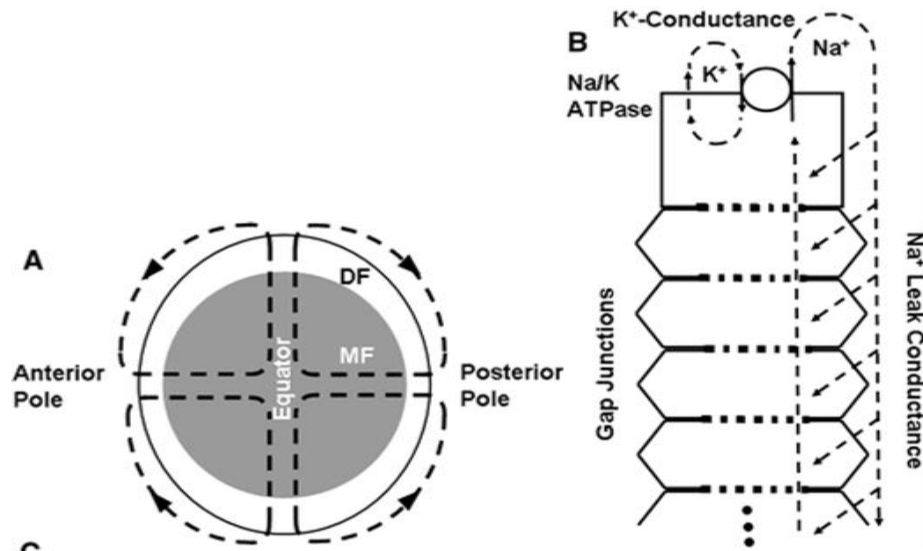 A
DF
MF
Equator
Anterior
Pole
Posterior
Pole
B
K⁺-Conductance
Na⁺
K⁺
Na/K
ATPase
Gap Junctions
Na⁺ Leak Conductance
C